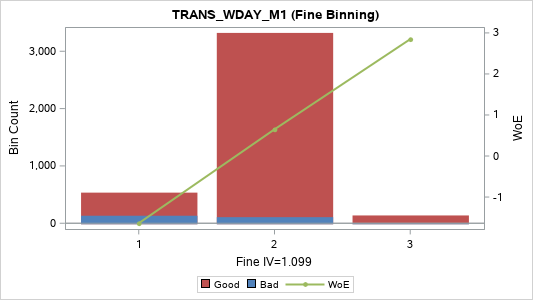 TRANS_WDAY_M1 (Fine Binning)
3,000
2,000
1,000
0
Bin Count
3
2
1
0
-1
WoE
1 2 3
Fine IV=1.099
Good Bad WoE